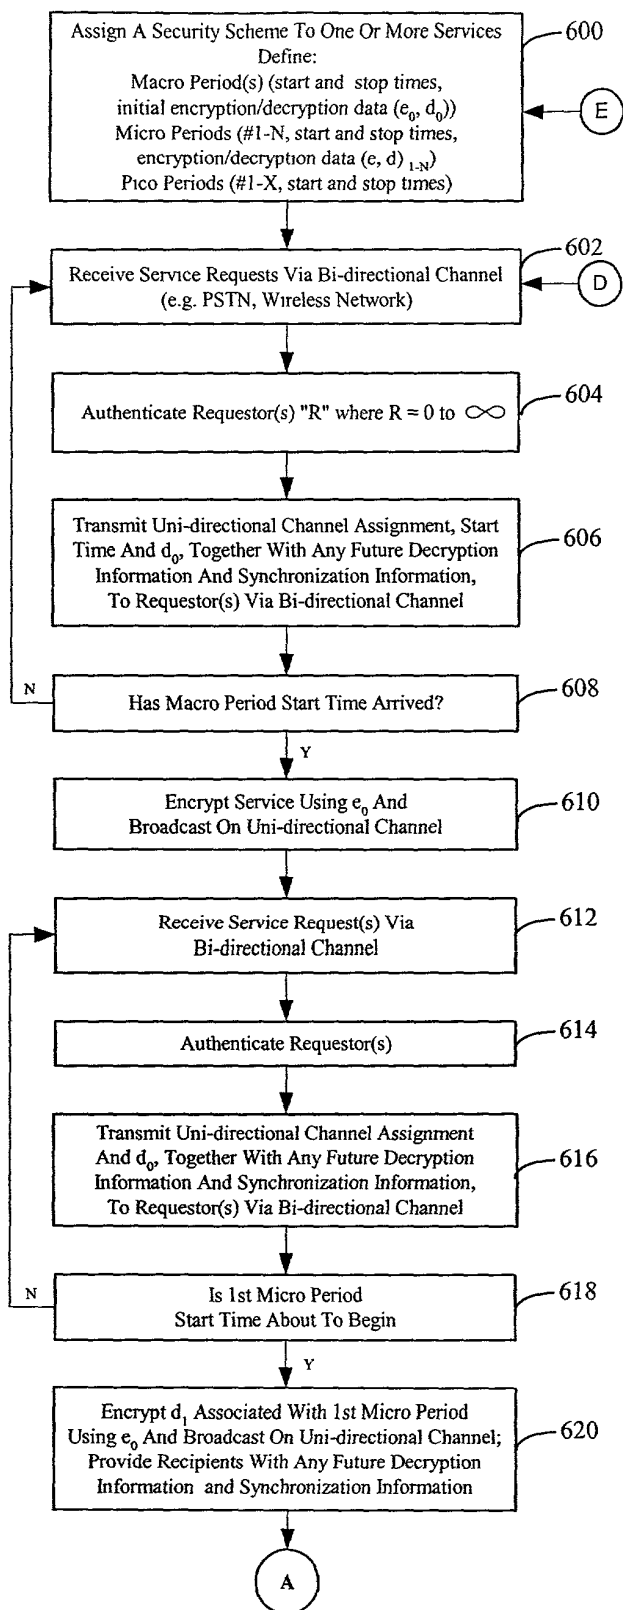 Assign A Security Scheme To One Or More Services
Define:
Macro Period(s) (start and stop times,
initial encryption/decryption data (e0, d0))
Micro Periods (#1-N, start and stop times,
encryption/decryption data (e, d) 1-N)
Pico Periods (#1-X, start and stop times)
600
E
Receive Service Requests Via Bi-directional Channel
(e.g. PSTN, Wireless Network)
602
D
Authenticate Requestor(s) "R" where R = 0 to ∞
604
Transmit Uni-directional Channel Assignment, Start
Time And d0, Together With Any Future Decryption
Information And Synchronization Information,
To Requestor(s) Via Bi-directional Channel
606
Has Macro Period Start Time Arrived?
608
N
Y
Encrypt Service Using e0 And
Broadcast On Uni-directional Channel
610
Receive Service Request(s) Via
Bi-directional Channel
612
Authenticate Requestor(s)
614
Transmit Uni-directional Channel Assignment
And d0, Together With Any Future Decryption
Information And Synchronization Information,
To Requestor(s) Via Bi-directional Channel
616
Is 1st Micro Period
Start Time About To Begin
618
N
Y
Encrypt d1 Associated With 1st Micro Period
Using e0 And Broadcast On Uni-directional Channel;
Provide Recipients With Any Future Decryption
Information and Synchronization Information
620
A